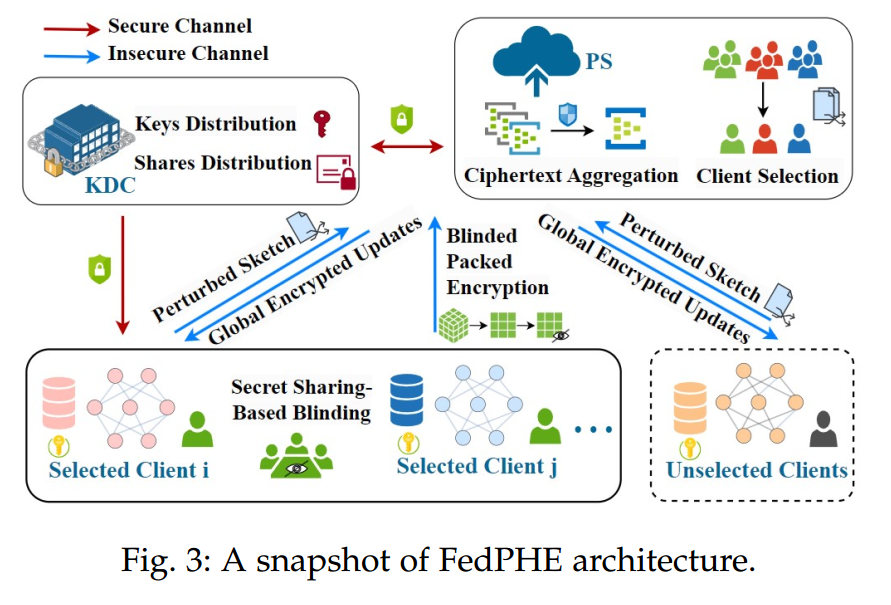 Secure Channel
Insecure Channel
Keys Distribution
Shares Distribution
KDC
PS
Ciphertext Aggregation
Client Selection
Perturbed Sketch
Global Encrypted Updates
Blinded
Packed
Encryption
Perturbed Sketch
Global Encrypted Updates
Secret Sharing-
Based Blinding
Selected Client i
Selected Client j
Unselected Clients
Fig. 3: A snapshot of FedPHE architecture.